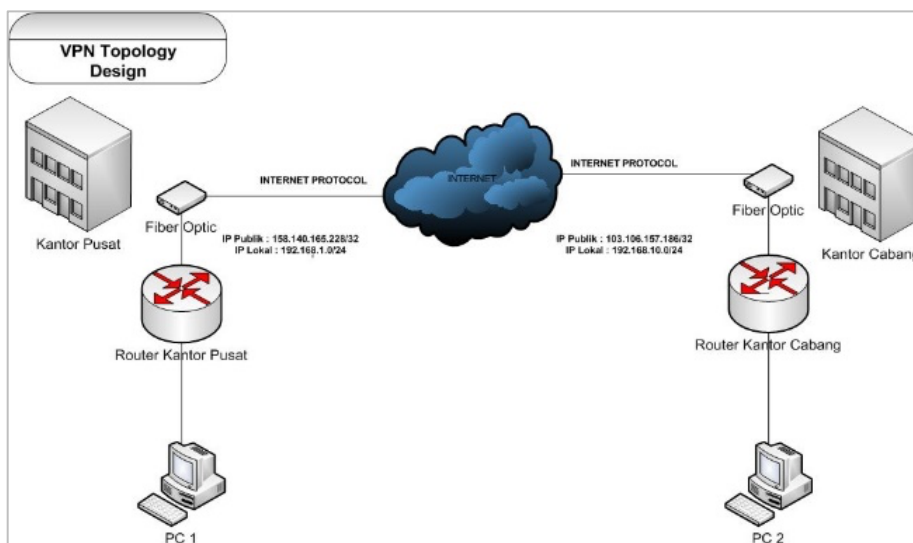 VPN Topology
Design
INTERNET PROTOCOL
INTERNET
INTERNET PROTOCOL
Kantor Pusat
Fiber Optic
Fiber Optic
Kantor Cabang
IP Publik : 158.140.165.228/32
IP Lokal : 192.168.1.0/24
IP Publik : 103.106.157.186/32
IP Lokal : 192.168.10.0/24
Router Kantor Pusat
Router Kantor Cabang
PC 1
PC 2